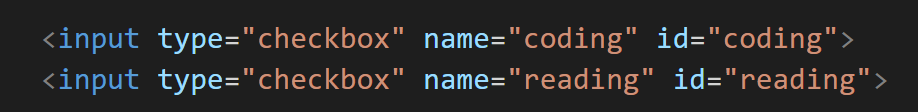 <input type="checkbox" name="coding" id="coding">
<input type="checkbox" name="reading" id="reading">